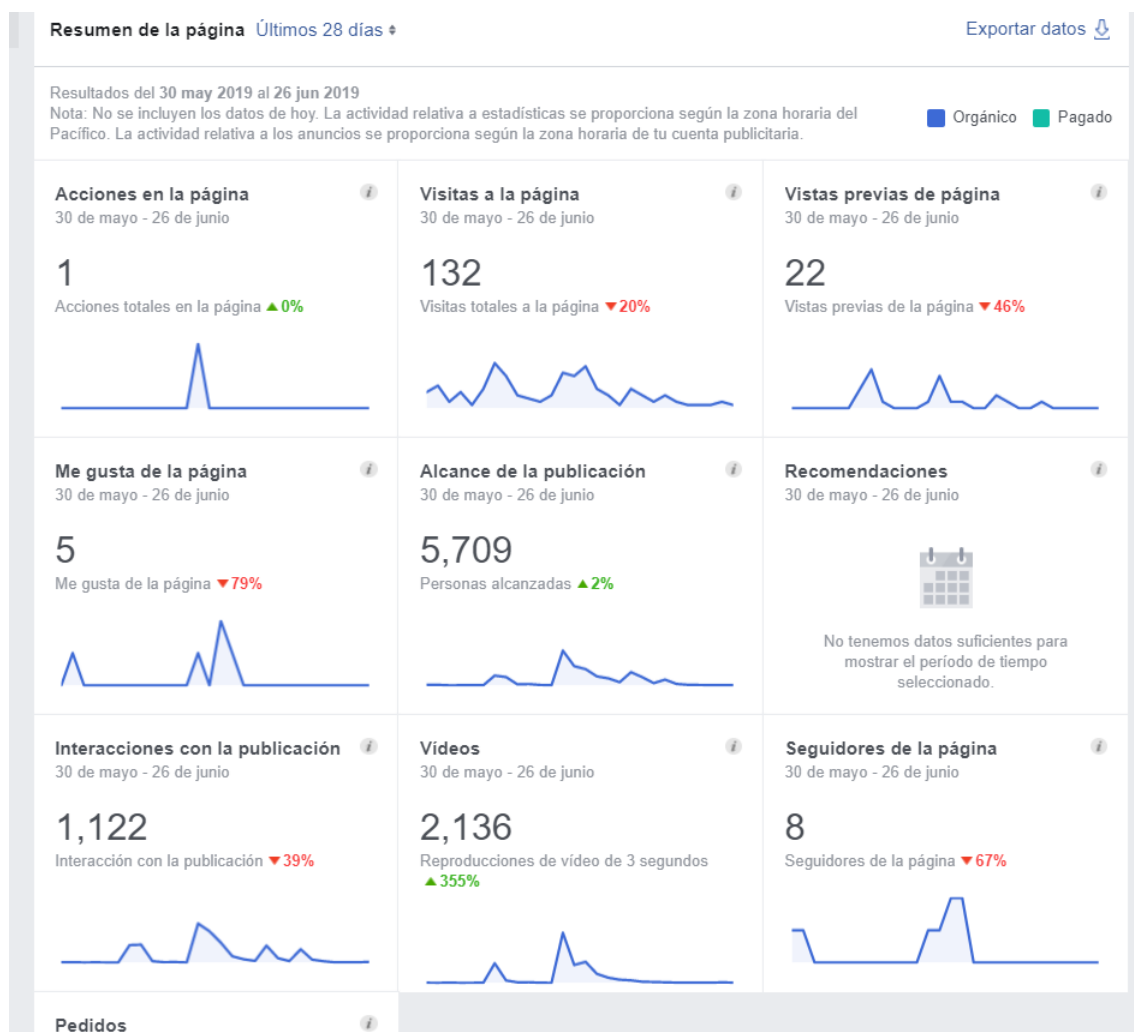 Resumen de la página Últimos 28 días
Exportar datos
Resultados del 30 may 2019 al 26 jun 2019
Nota: No se incluyen los datos de hoy. La actividad relativa a estadísticas se proporciona según la zona horaria del
Pacífico. La actividad relativa a los anuncios se proporciona según la zona horaria de tu cuenta publicitaria.
Orgánico Pagado
Acciones en la página
30 de mayo - 26 de junio
1
Acciones totales en la página ▲0%
Visitas a la página
30 de mayo - 26 de junio
132
Visitas totales a la página ▼20%
Vistas previas de página
30 de mayo - 26 de junio
22
Vistas previas de la página ▼46%
Me gusta de la página
30 de mayo - 26 de junio
5
Me gusta de la página ▼79%
Alcance de la publicación
30 de mayo - 26 de junio
5,709
Personas alcanzadas ▲2%
Recomendaciones
30 de mayo - 26 de junio
No tenemos datos suficientes para
mostrar el período de tiempo
seleccionado.
Interacciones con la publicación
30 de mayo - 26 de junio
1,122
Interacción con la publicación ▼39%
Vídeos
30 de mayo - 26 de junio
2,136
Reproducciones de vídeo de 3 segundos
▲355%
Seguidores de la página
30 de mayo - 26 de junio
8
Seguidores de la página ▼67%
Pedidos